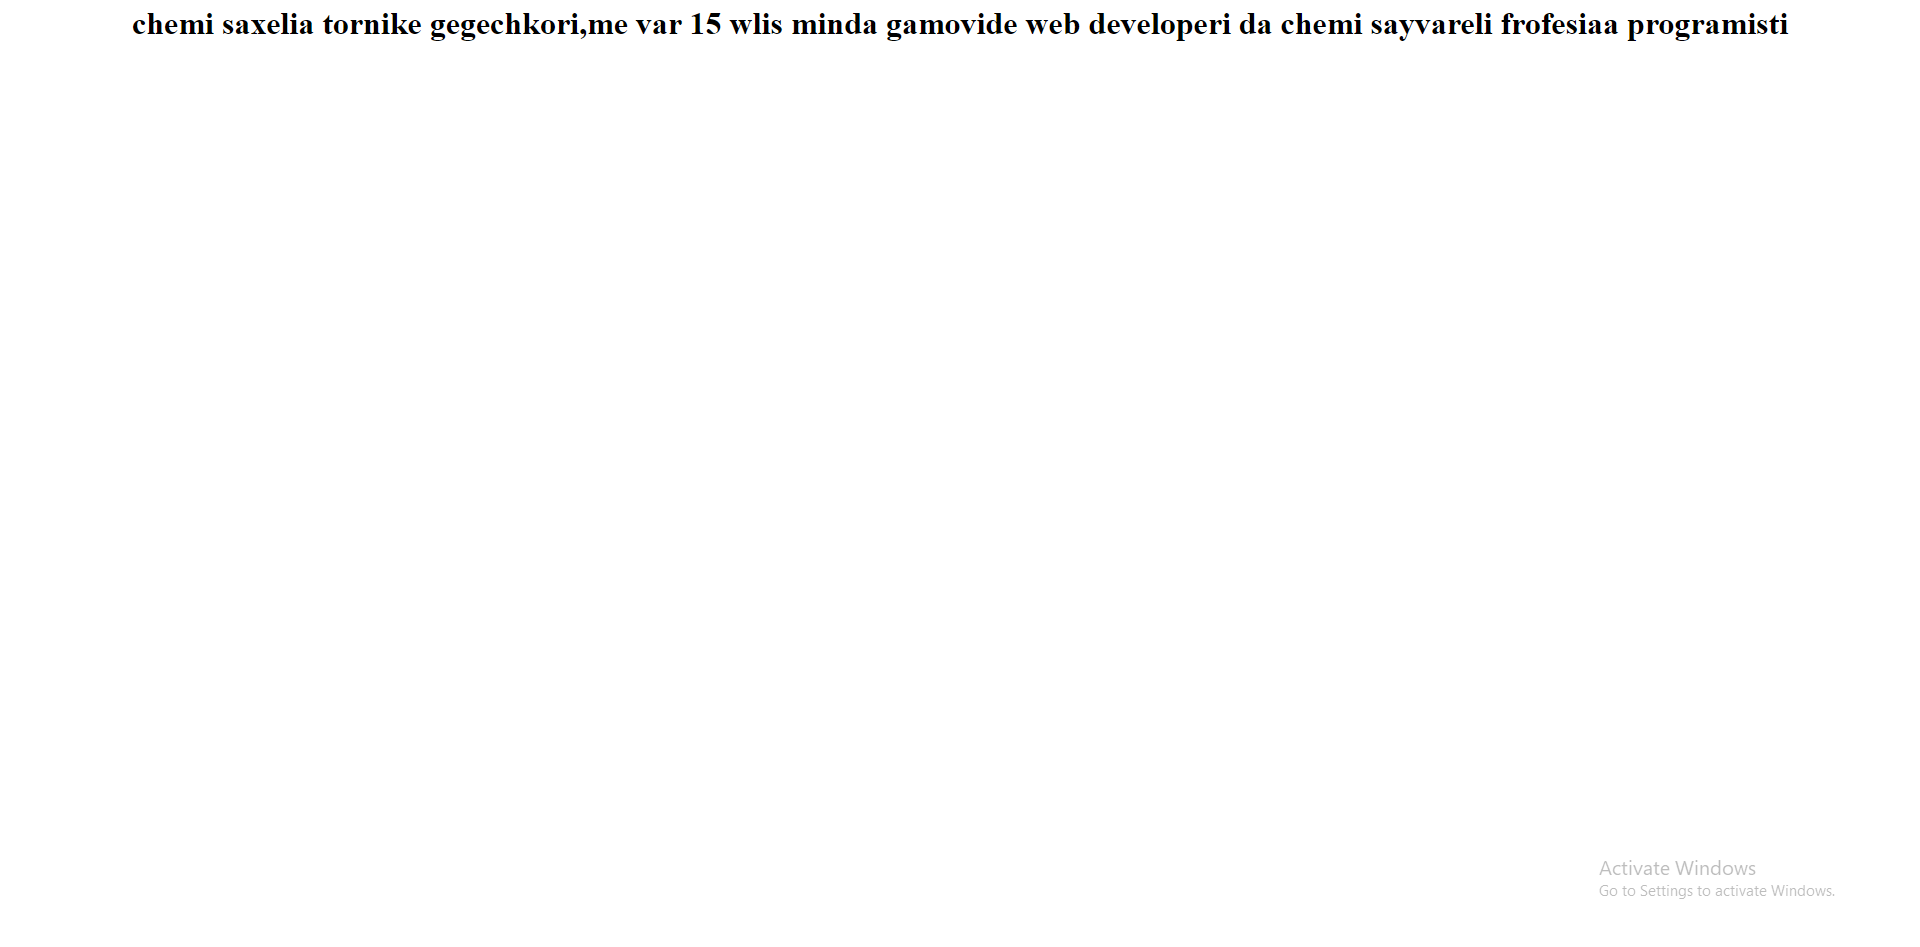 chemi saxelia tornike gegechkori,me var 15 wlis minda gamovide web developeri da chemi sayvareli frofesiaa programisti
Activate Windows
Go to Settings to activate Windows.